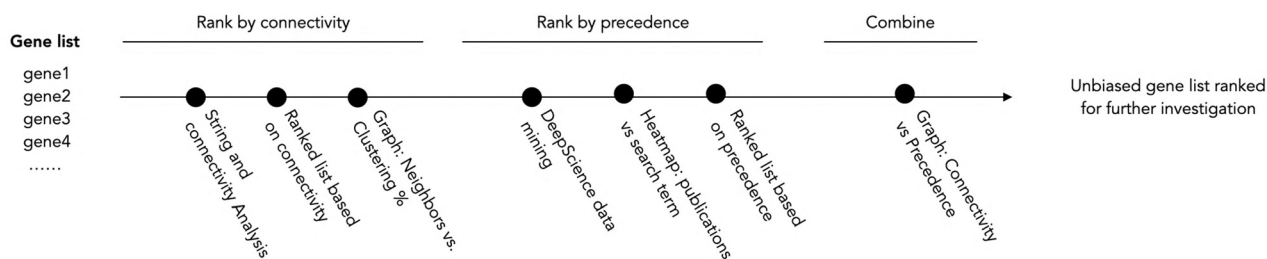 Rank by connectivity
Rank by precedence
Combine
Gene list
gene1
gene2
gene3
gene4
......
String and
connectivity Analysis
Ranked list based
on connectivity
Graph: Neighbors vs.
Clustering %
DeepScience data
mining
Heatmap: publications
vs search term
Ranked list based
on precedence
Graph: Connectivity
vs Precedence
Unbiased gene list ranked
for further investigation